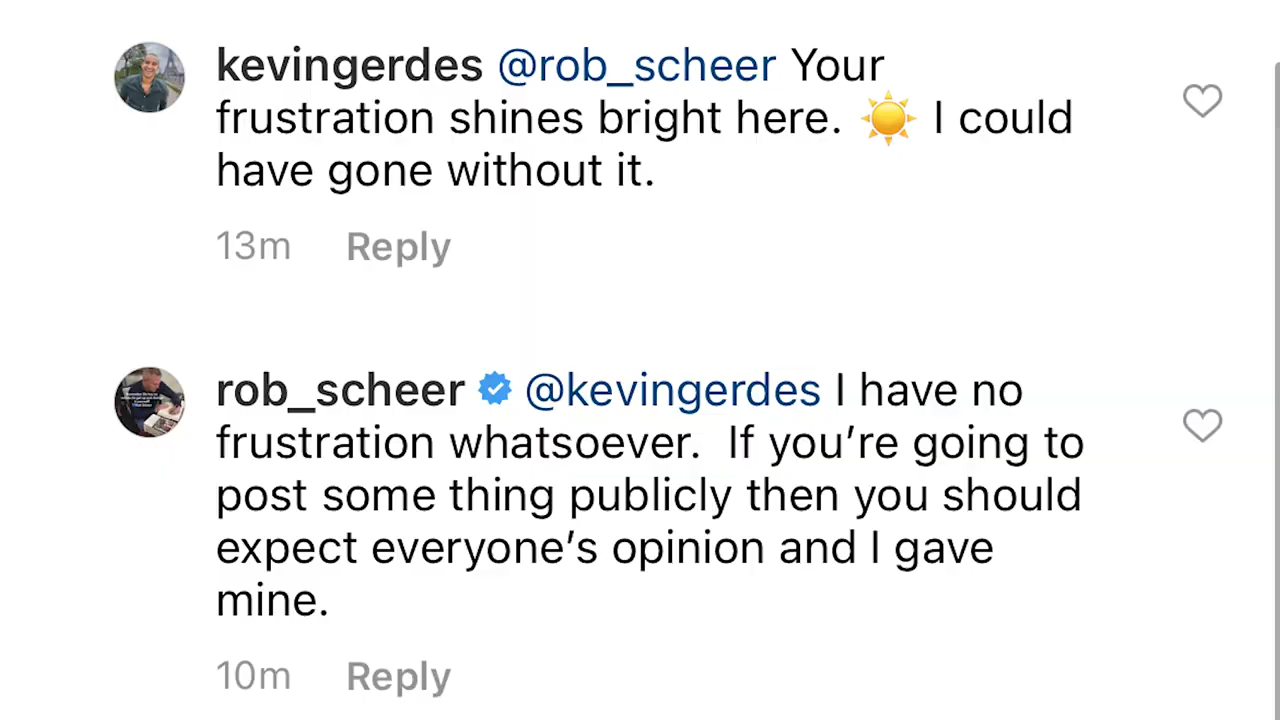 kevingerdes @rob_scheer Your
frustration shines bright here. ☀️ I could
have gone without it.
13m Reply
rob_scheer @kevingerdes I have no
frustration whatsoever. If you’re going to
post some thing publicly then you should
expect everyone’s opinion and I gave
mine.
10m Reply